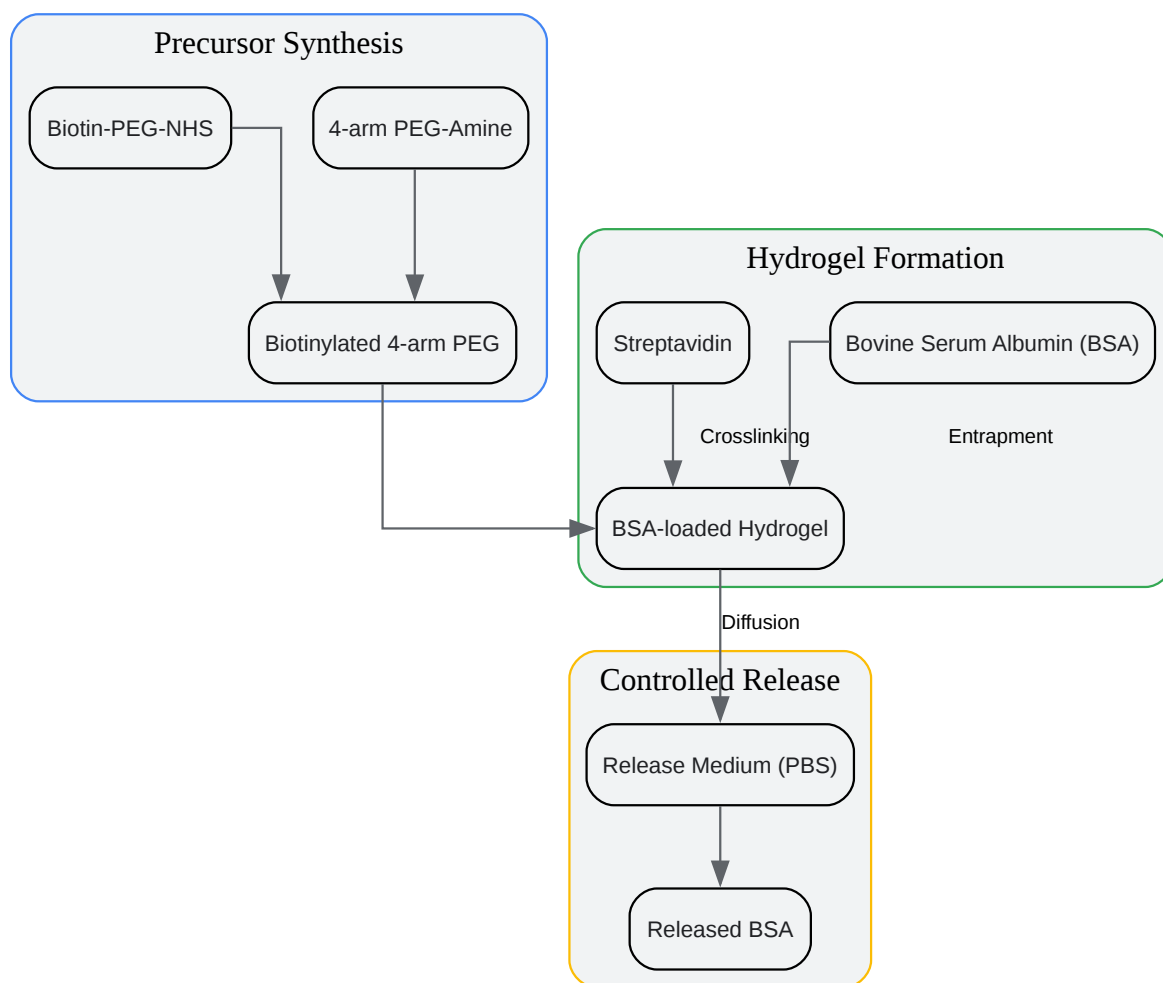 Precursor Synthesis
Biotin-PEG-NHS
4-arm PEG-Amine
Biotinylated 4-arm PEG
Hydrogel Formation
Streptavidin
Bovine Serum Albumin (BSA)
Crosslinking
Entrapment
BSA-loaded Hydrogel
Diffusion
Controlled Release
Release Medium (PBS)
Released BSA